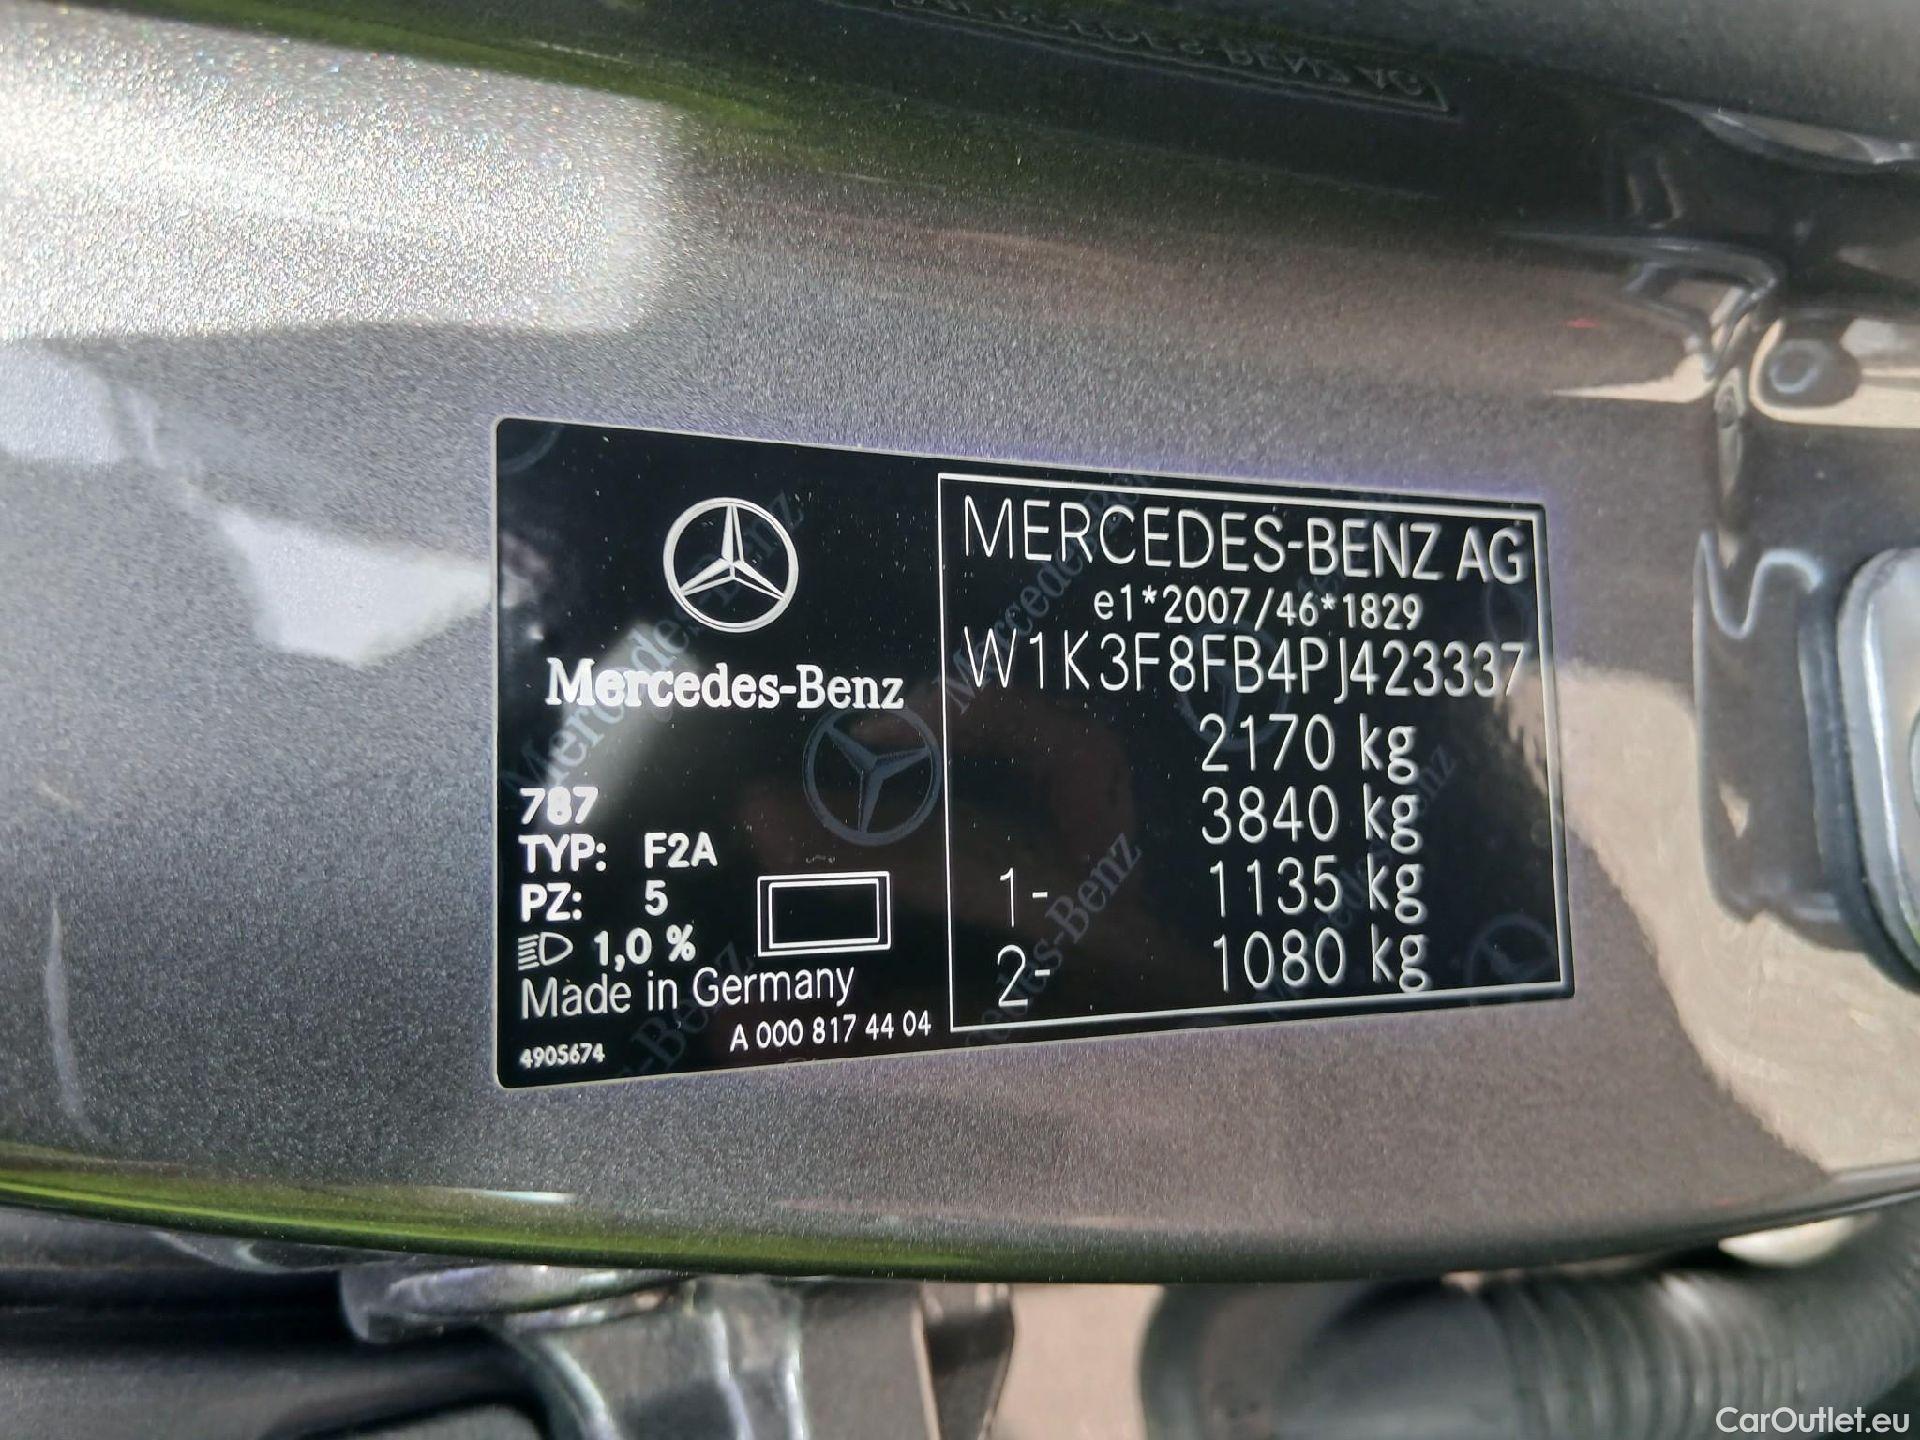 Mercedes-Benz
787
TYP: F2A
PZ: 5
1,0 %
Made in Germany
A 000 817 44 04
4905674
MERCEDES-BENZ AG
e1*2007/46*1829
W1K3F8FB4PJ423337
2170 kg
3840 kg
1- 1135 kg
2- 1080 kg
CarOutlet.eu